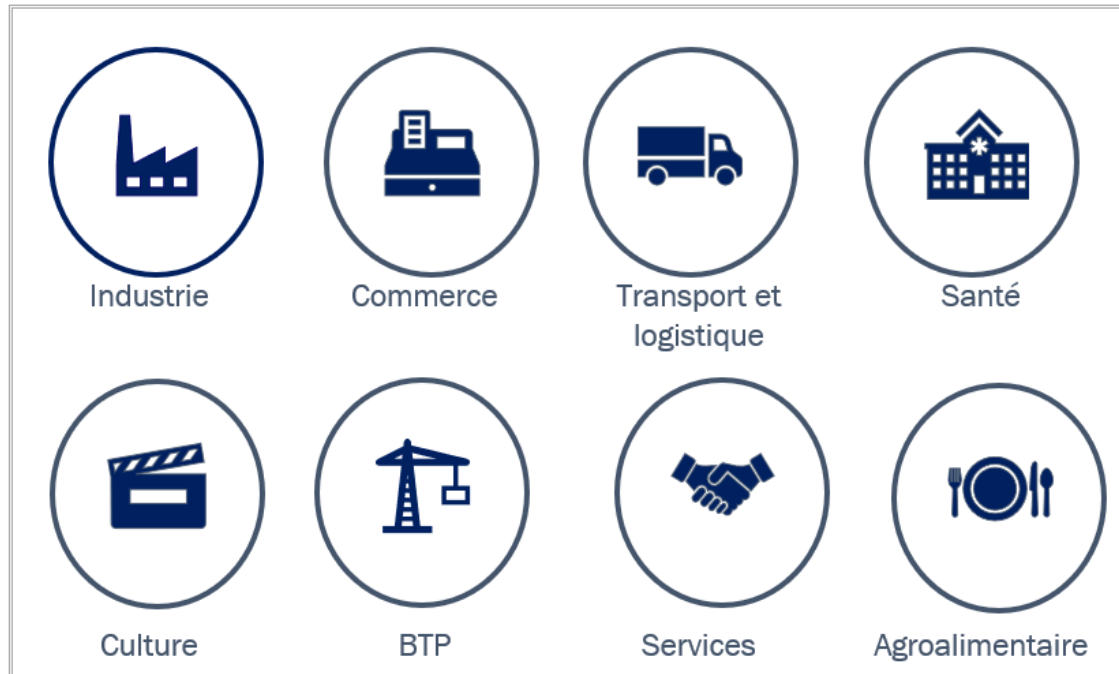 Industrie
Commerce
Transport et
logistique
Santé
Culture
BTP
Services
Agroalimentaire